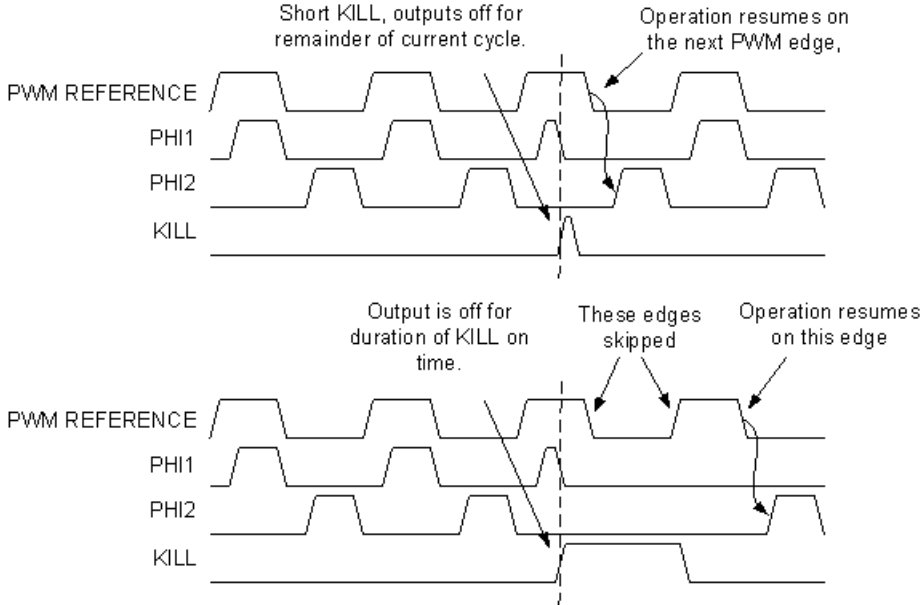 Short KILL, outputs off for
remainder of current cycle.
Operation resumes on
the next PWM edge,
PWM REFERENCE
PHI1
PHI2
KILL
Output is off for
duration of KILL on
time.
These edges
skipped
Operation resumes
on this edge
PWM REFERENCE
PHI1
PHI2
KILL